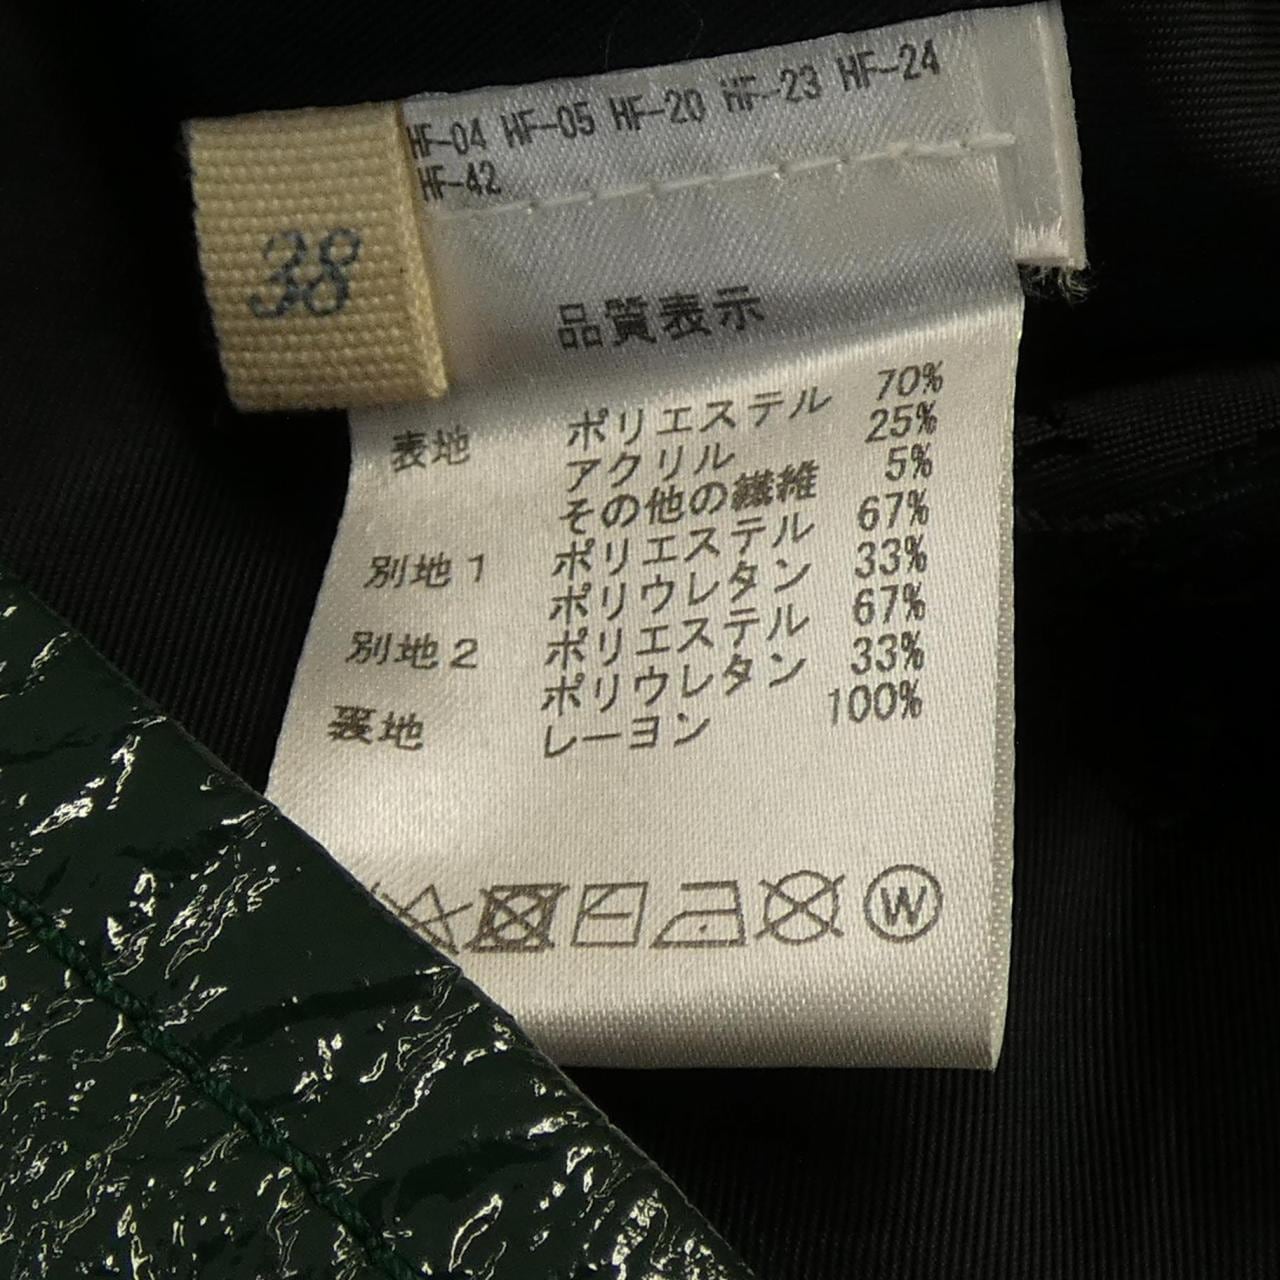 HF-04 HF-05 HF-20 HF-23 HF-24
HF-42
38
品質表示
表地 ポリエステル 70%
アクリル 25%
その他の繊維 5%
別地1 ポリエステル 67%
ポリウレタン 33%
別地2 ポリエステル 67%
ポリウレタン 33%
裏地 レーヨン 100%
W